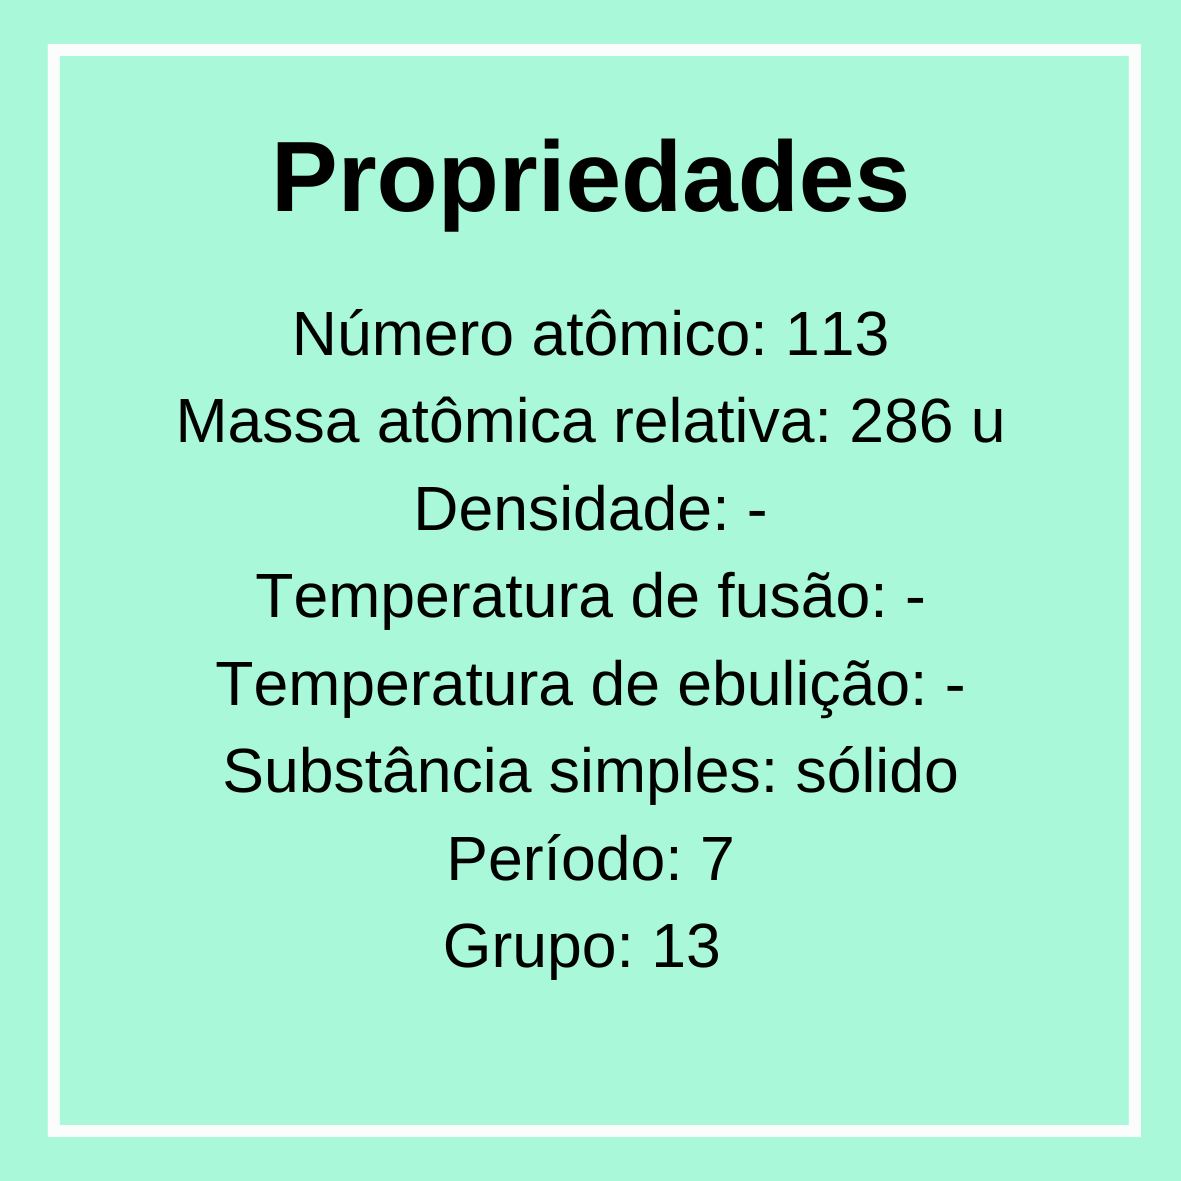 Propriedades
Número atômico: 113
Massa atômica relativa: 286 u
Densidade: -
Temperatura de fusão: -
Temperatura de ebulição: -
Substância simples: sólido
Período: 7
Grupo: 13